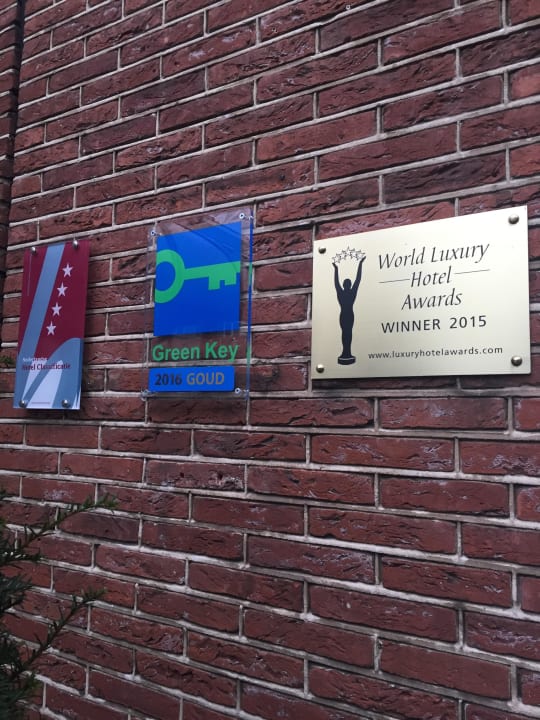 Nederlandse
Hotel Classificatie
Green Key
2016 GOUD
World Luxury
Hotel
Awards
WINNER 2015
www.luxuryhotelawards.com